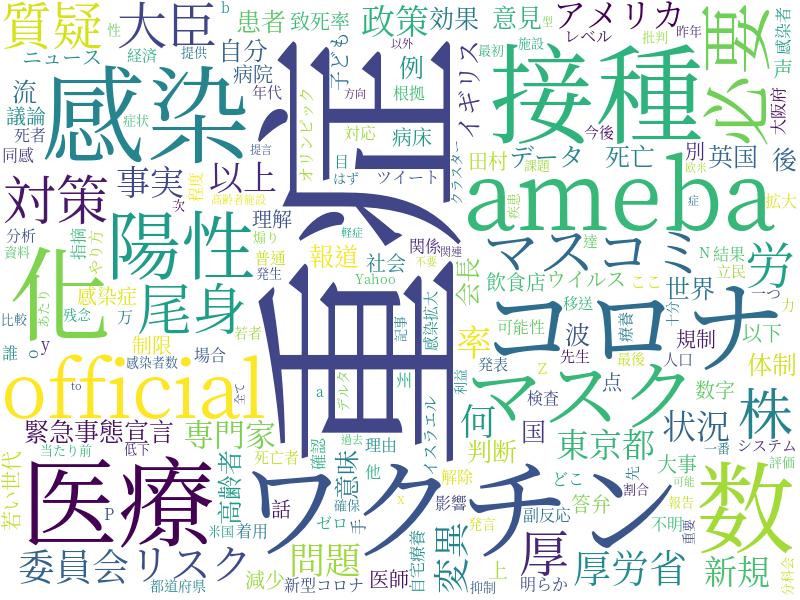 質疑
大臣
ニュース
性
b
経済
提供
患者
致死率
政策
効果
意見
アメリカ
レベル
型
施設
批判
昨年
感染者
必要
声
大阪府
自分
病院
年代
以外
子ども
例
イギリス
最初
接種
流
議論
死者
同感
感染
症状
提言
方向
オリンピック
根拠
対応
病床
目
はず
ツイート
クラスター
田村
データ
課題
死亡
別
英国
欧米
後
拡大
対策
事実
以上
程度
高齢者施設
次
重症
ameba
疾患
症
分析
資料
指摘
やり方
陽性
理解
煽り
普通
発生
軽症
報道
関係
関連
不要
マスコミ
達
N
結果
ここ
立民
一つ
力
労
化
あたり
比較
残念
感染症
万
尾身
社会
Yahoo
記事
感染拡大
会長
飲食店
ウイルス
世界
移送
可能性
療養
十分
誰
o
y
制限
若者
感染者数
場合
コロナ
率
波
発表
先生
規制
以下
体制
Z
最後
人口
official
to
a
デルタ
全て
米
利益
イスラエル
マスク
点
検査
数字
株
緊急事態宣言
専門家
何
国
東京都
状況
一番
システム
評価
当たり前
低下
死亡者
確認
過去
理由
意味
他
判断
解除
どこ
先
大事
割合
不明
可能
報告
重要
若い世代
医療
P
高齢者
話
米国
着用
ゼロ
確保
手
x
影響
発言
副反応
答弁
ワクチン
数
自宅療養
変異
厚
委員会
リスク
都道府県
減少
問題
新型コロナ
医師
抑制
上
明らか
厚労省
新規
分科会